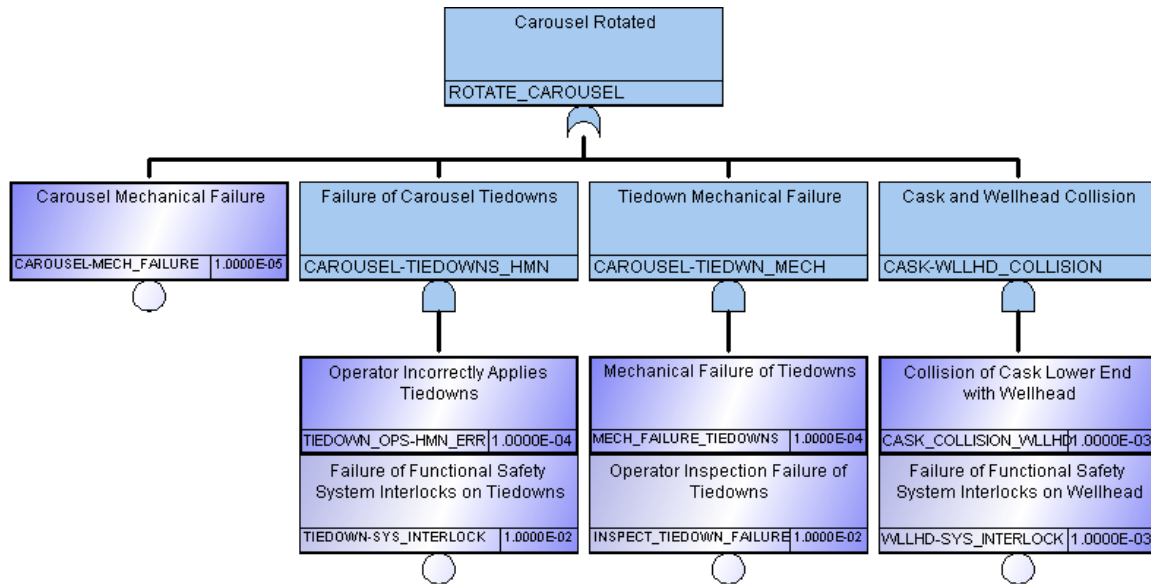 Carousel Rotated
ROTATE_CAROUSEL
Carousel Mechanical Failure
CAROUSEL-MECH_FAILURE 1.0000E-05
Failure of Carousel Tiedowns
CAROUSEL-TIEDOWNS_HMN
Tiedown Mechanical Failure
CAROUSEL-TIEDWN_MECH
Cask and Wellhead Collision
CASK-WLLHD_COLLISION
Operator Incorrectly Applies
Tiedowns
TIEDOWN_OPS-HMN_ERR 1.0000E-04
Failure of Functional Safety
System Interlocks on Tiedowns
TIEDOWN-SYS_INTERLOCK 1.0000E-02
Mechanical Failure of Tiedowns
MECH_FAILURE_TIEDOWNS 1.0000E-04
Operator Inspection Failure of
Tiedowns
INSPECT_TIEDOWN_FAILURE 1.0000E-02
Collision of Cask Lower End
with Wellhead
CASK_COLLISION_WLLHD 1.0000E-03
Failure of Functional Safety
System Interlocks on Wellhead
WLLHD-SYS_INTERLOCK 1.0000E-03